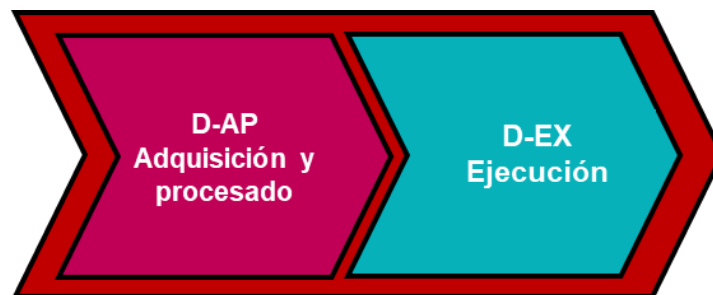 D-AP
Adquisición y
procesado
D-EX
Ejecución